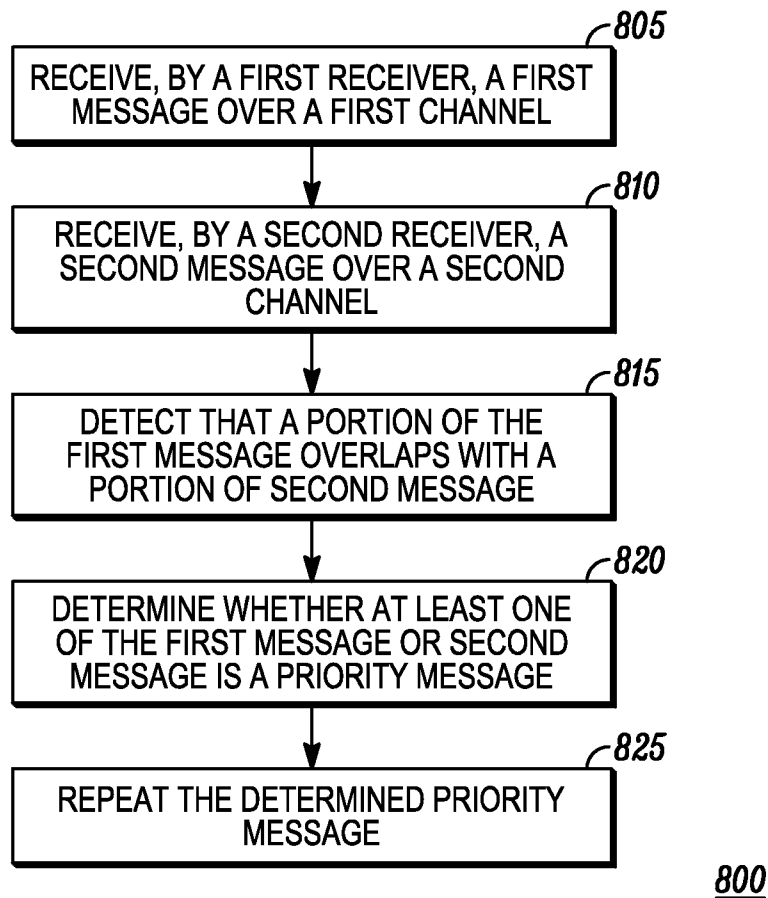 805
RECEIVE, BY A FIRST RECEIVER, A FIRST
MESSAGE OVER A FIRST CHANNEL
810
RECEIVE, BY A SECOND RECEIVER, A
SECOND MESSAGE OVER A SECOND
CHANNEL
815
DETECT THAT A PORTION OF THE
FIRST MESSAGE OVERLAPS WITH A
PORTION OF SECOND MESSAGE
820
DETERMINE WHETHER AT LEAST ONE
OF THE FIRST MESSAGE OR SECOND
MESSAGE IS A PRIORITY MESSAGE
825
REPEAT THE DETERMINED PRIORITY
MESSAGE
800